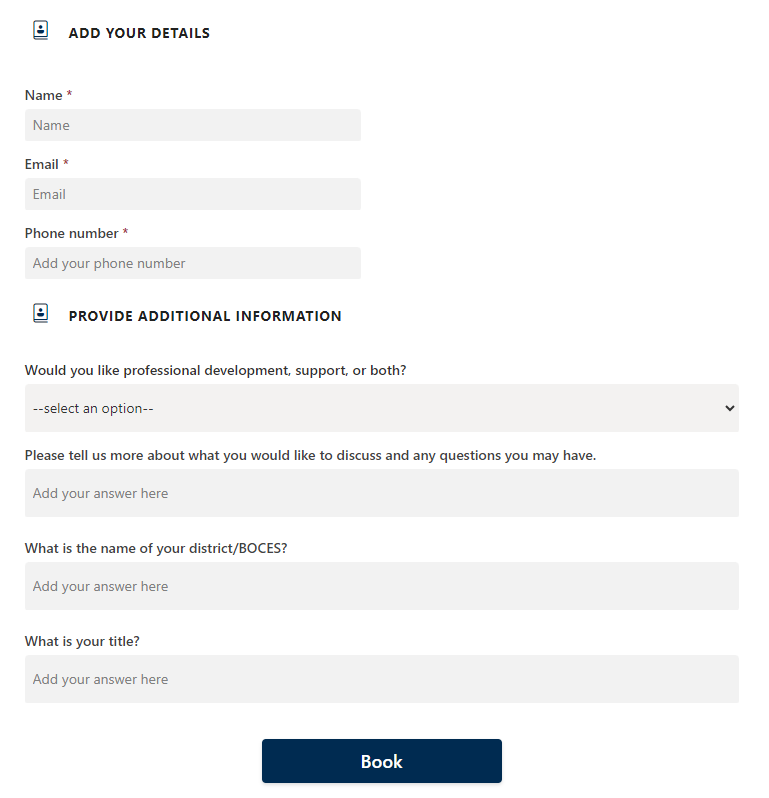 ADD YOUR DETAILS
Name *
Name
Email *
Email
Phone number *
Add your phone number
PROVIDE ADDITIONAL INFORMATION
Would you like professional development, support, or both?
--select an option--
Please tell us more about what you would like to discuss and any questions you may have.
Add your answer here
What is the name of your district/BOCES?
Add your answer here
What is your title?
Add your answer here
Book